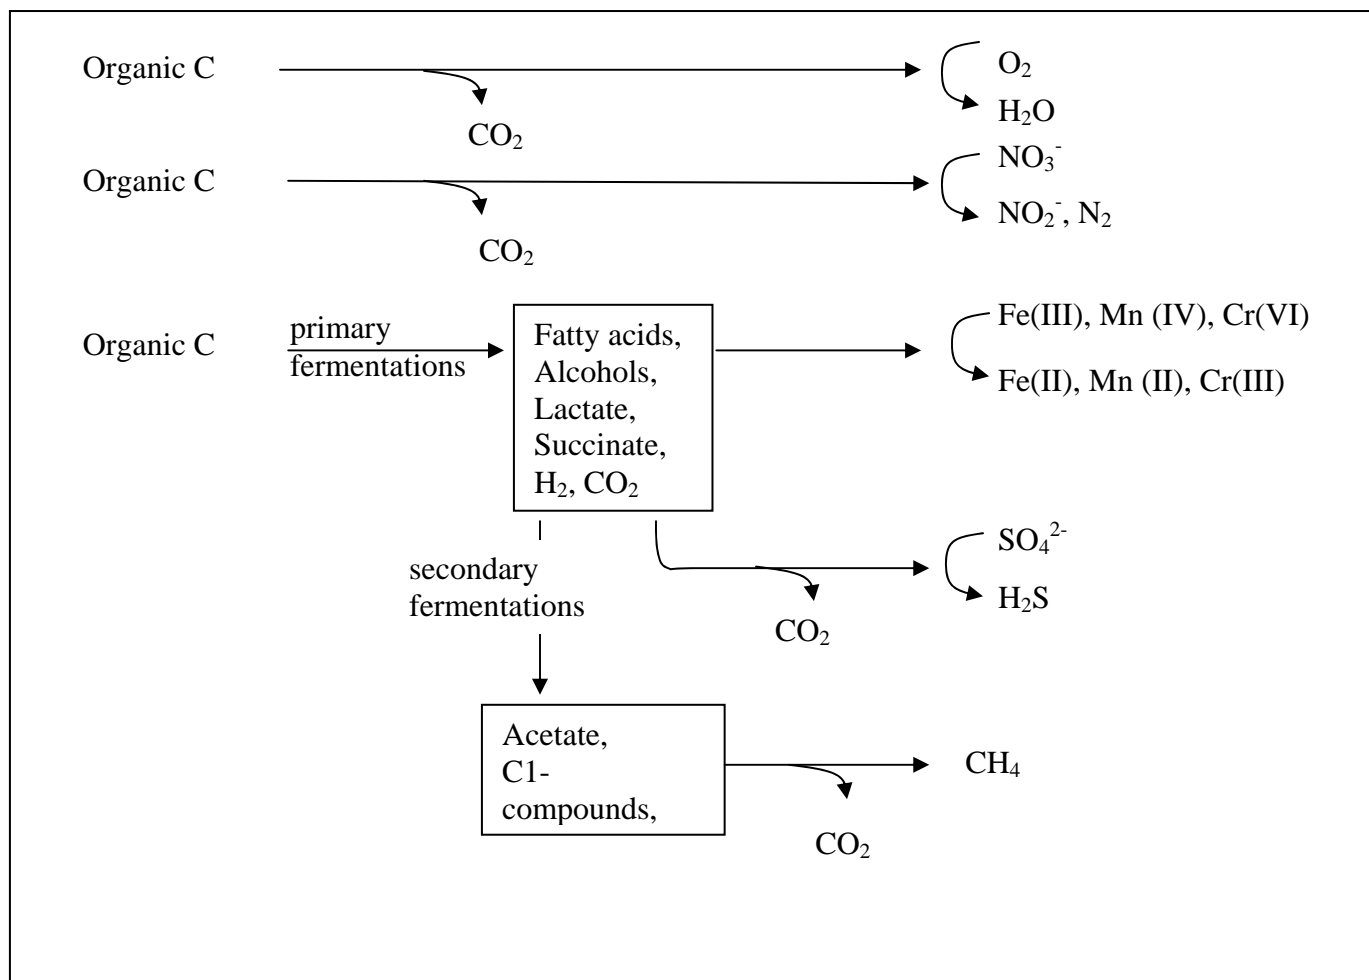 Organic C
O₂
H₂O
CO₂
Organic C
NO₃⁻
NO₂⁻, N₂
CO₂
Organic C
primary
fermentations
Fatty acids,
Alcohols,
Lactate,
Succinate,
H₂, CO₂
Fe(III), Mn (IV), Cr(VI)
Fe(II), Mn (II), Cr(III)
secondary
fermentations
SO₄²⁻
H₂S
CO₂
Acetate,
C1-
compounds,
CH₄
CO₂